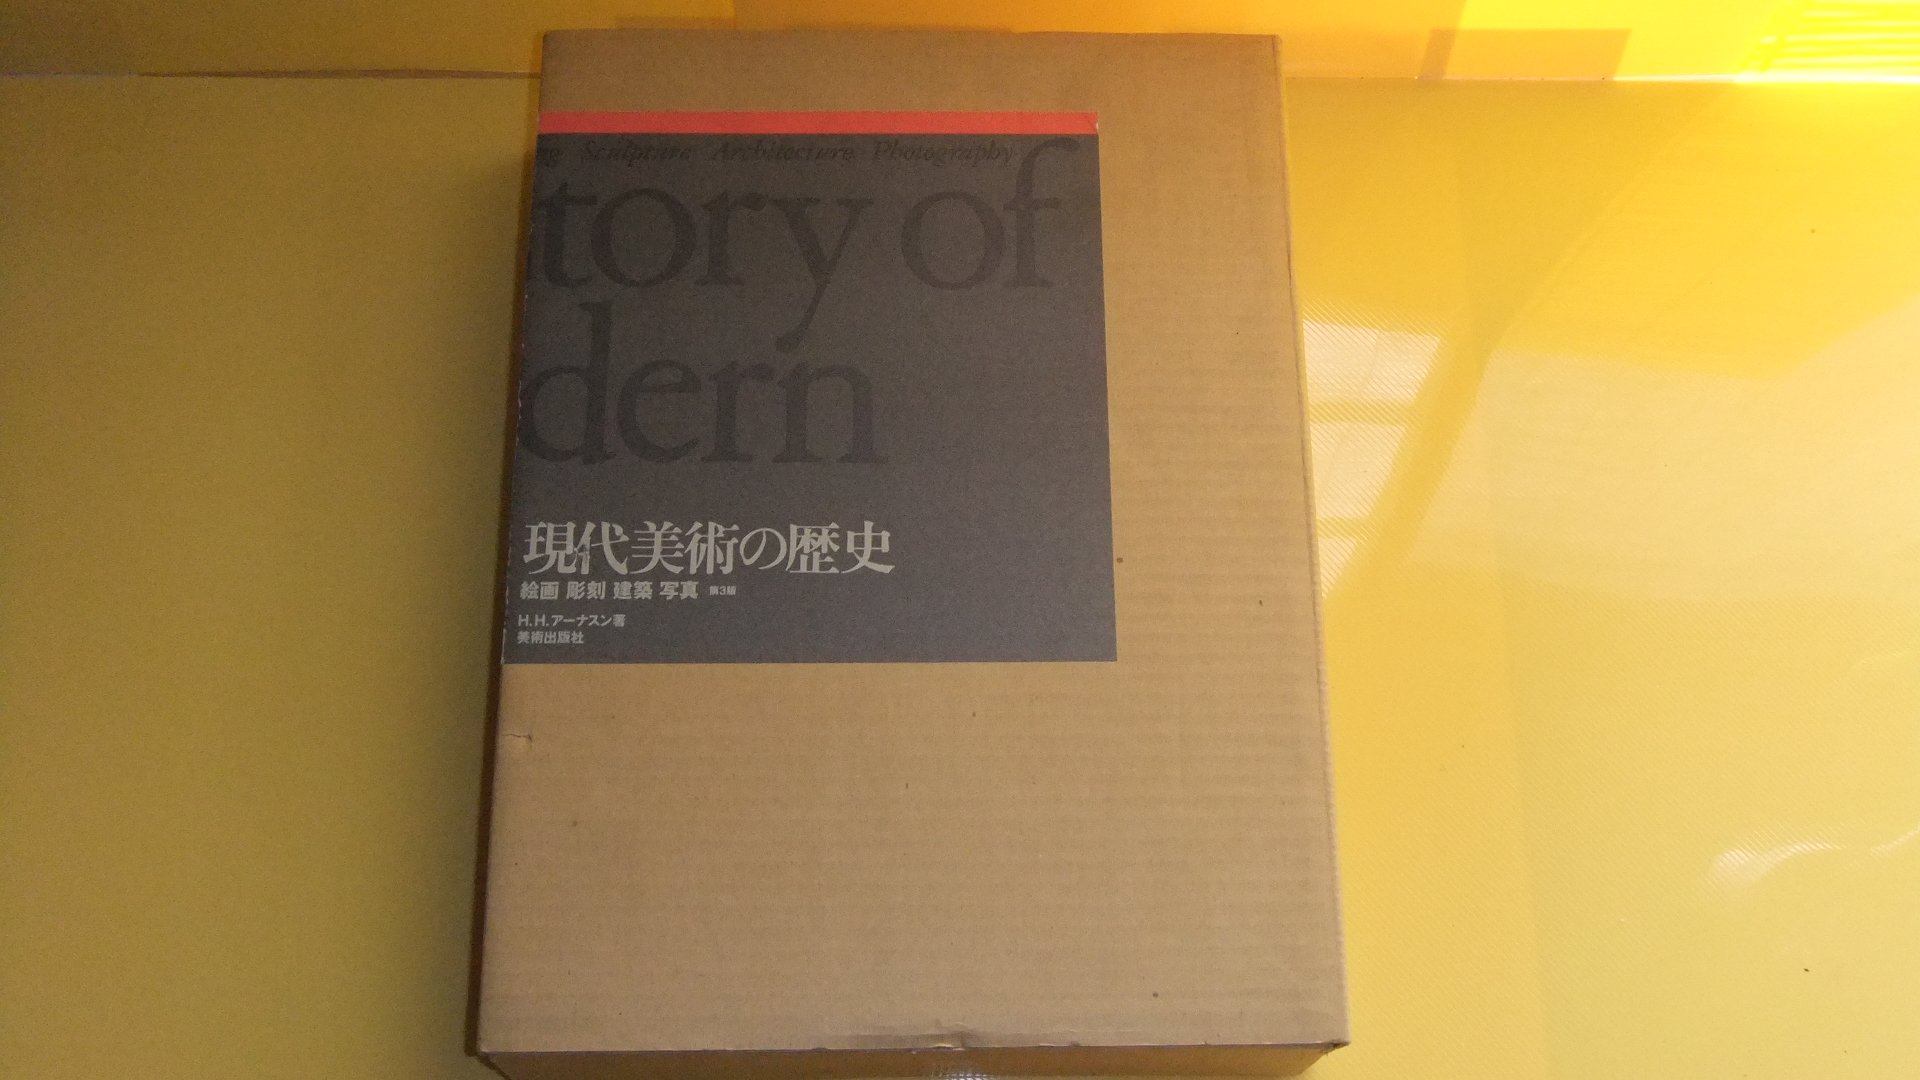 ng Sculpture Architecture Photography
tory of
dern
現代美術の歴史
絵画 彫刻 建築 写真 第3版
H.H.アーナスン著
美術出版社